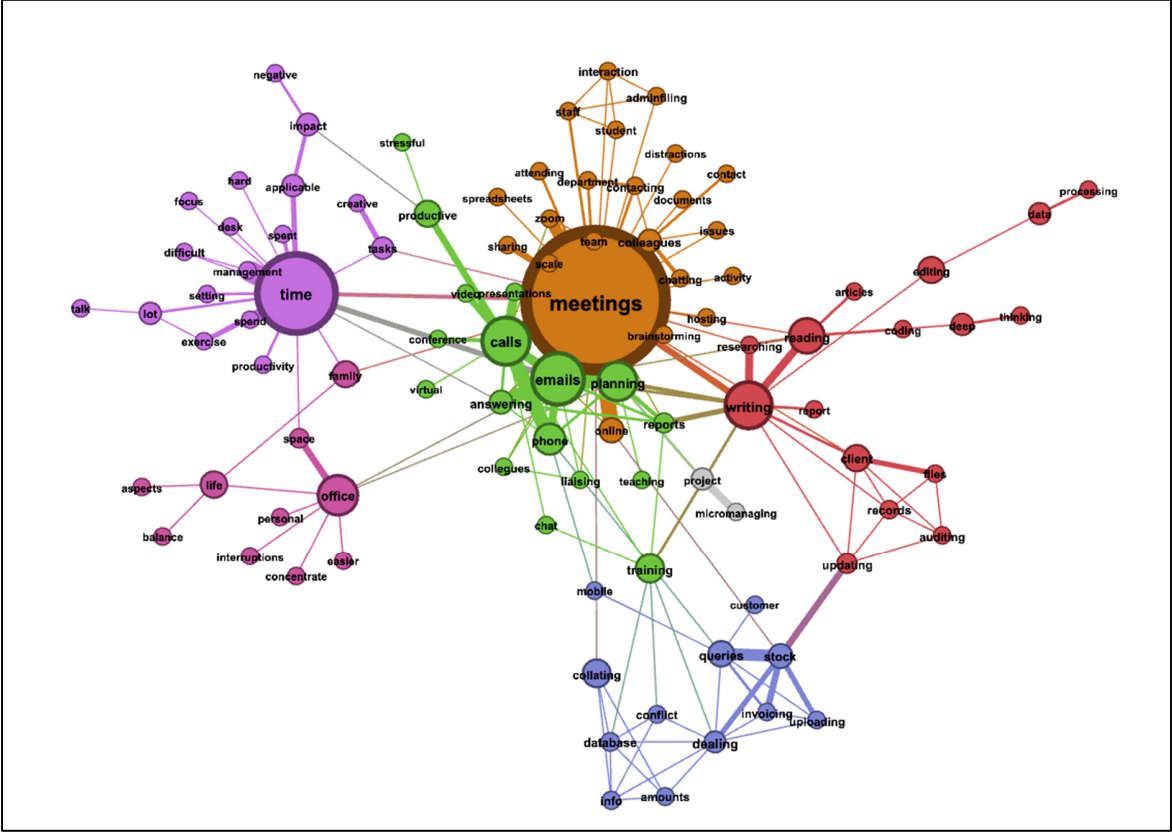 interaction
negative
adminfiling
staff
impact
student
stressful
distractions
attending
contact
hard
department
contacting
applicable
processing
spreadsheets
documents
focus
creative
data
productive
zoom
desk
issues
spent
team
colleagues
sharing
tasks
difficult
scale
management
editing
chatting
activity
time
setting
video
presentations
articles
meetings
talk
lot
spend
hosting
thinking
deep
coding
brainstorming
reading
exercise
conference
calls
researching
productivity
family
emails
planning
virtual
answering
writing
report
online
reports
space
phone
client
collegues
liaising
teaching
project
files
aspects
life
office
records
micromanaging
personal
chat
balance
auditing
interruptions
easier
concentrate
training
updating
mobile
customer
queries
stock
collating
conflict
invoicing
uploading
database
dealing
info
amounts